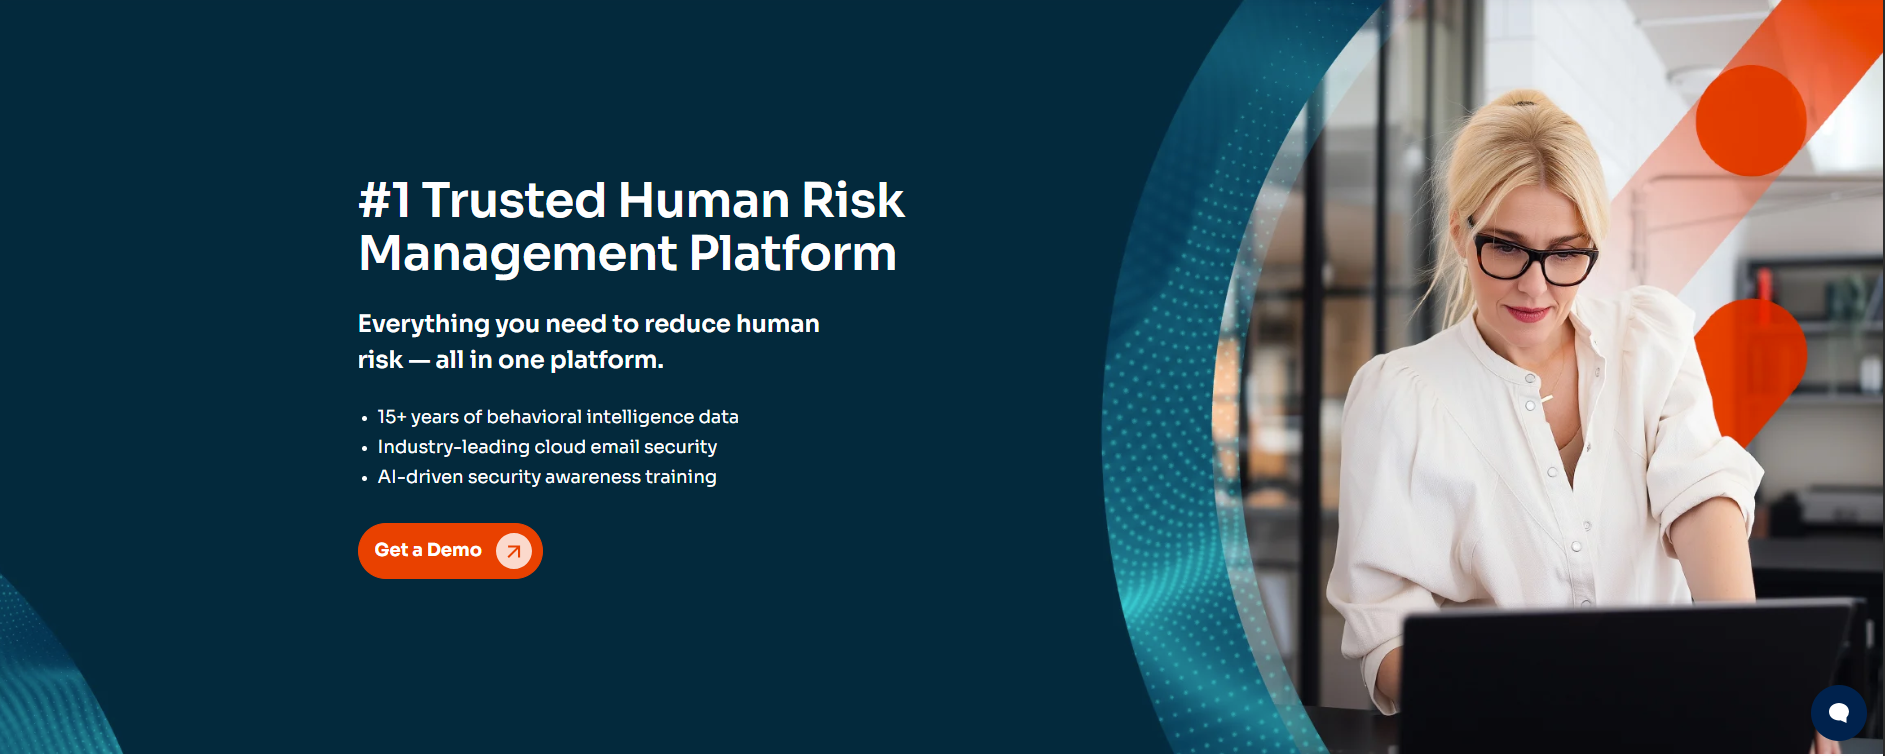 #1 Trusted Human Risk
Management Platform
Everything you need to reduce human
risk — all in one platform.
• 15+ years of behavioral intelligence data
• Industry-leading cloud email security
• AI-driven security awareness training
Get a Demo